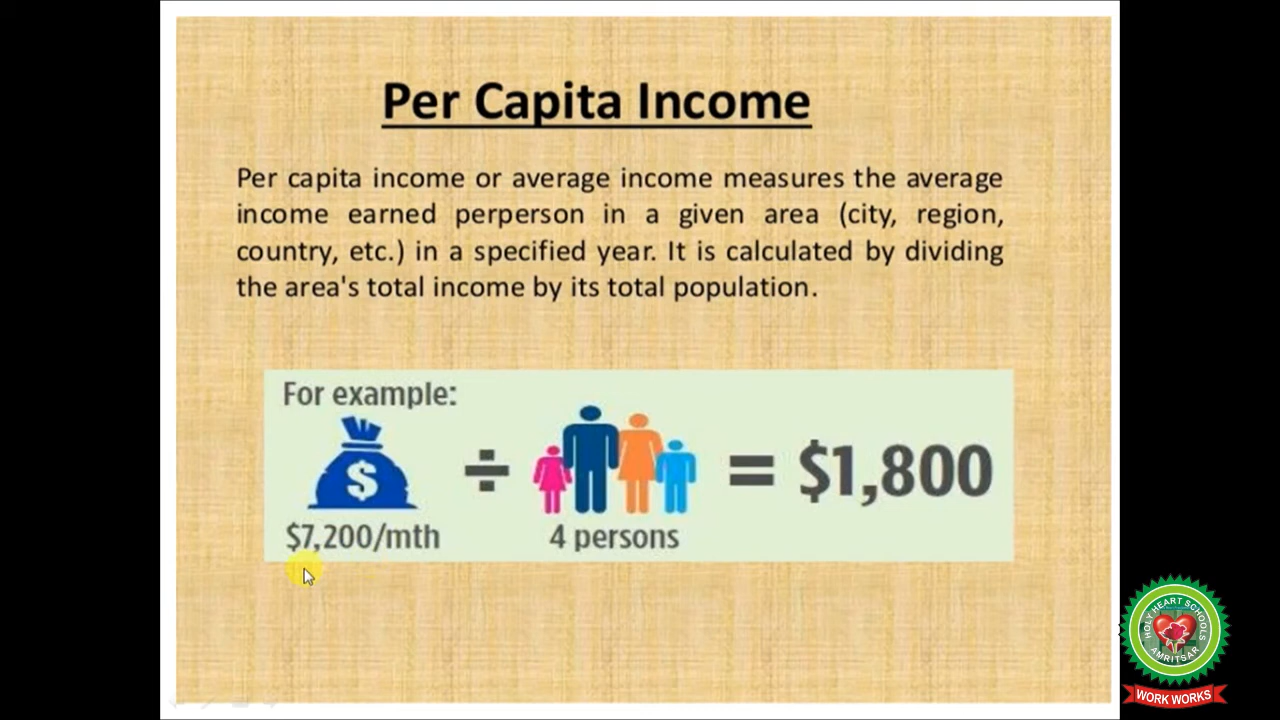 Per Capita Income
Per capita income or average income measures the average
income earned perperson in a given area (city, region,
country, etc.) in a specified year. It is calculated by dividing
the area's total income by its total population.
For example:
$
÷
= $1,800
$7,200/mth
4 persons
HOLY HEART SCHOOLS
AMRITSAR
WORK WORKS